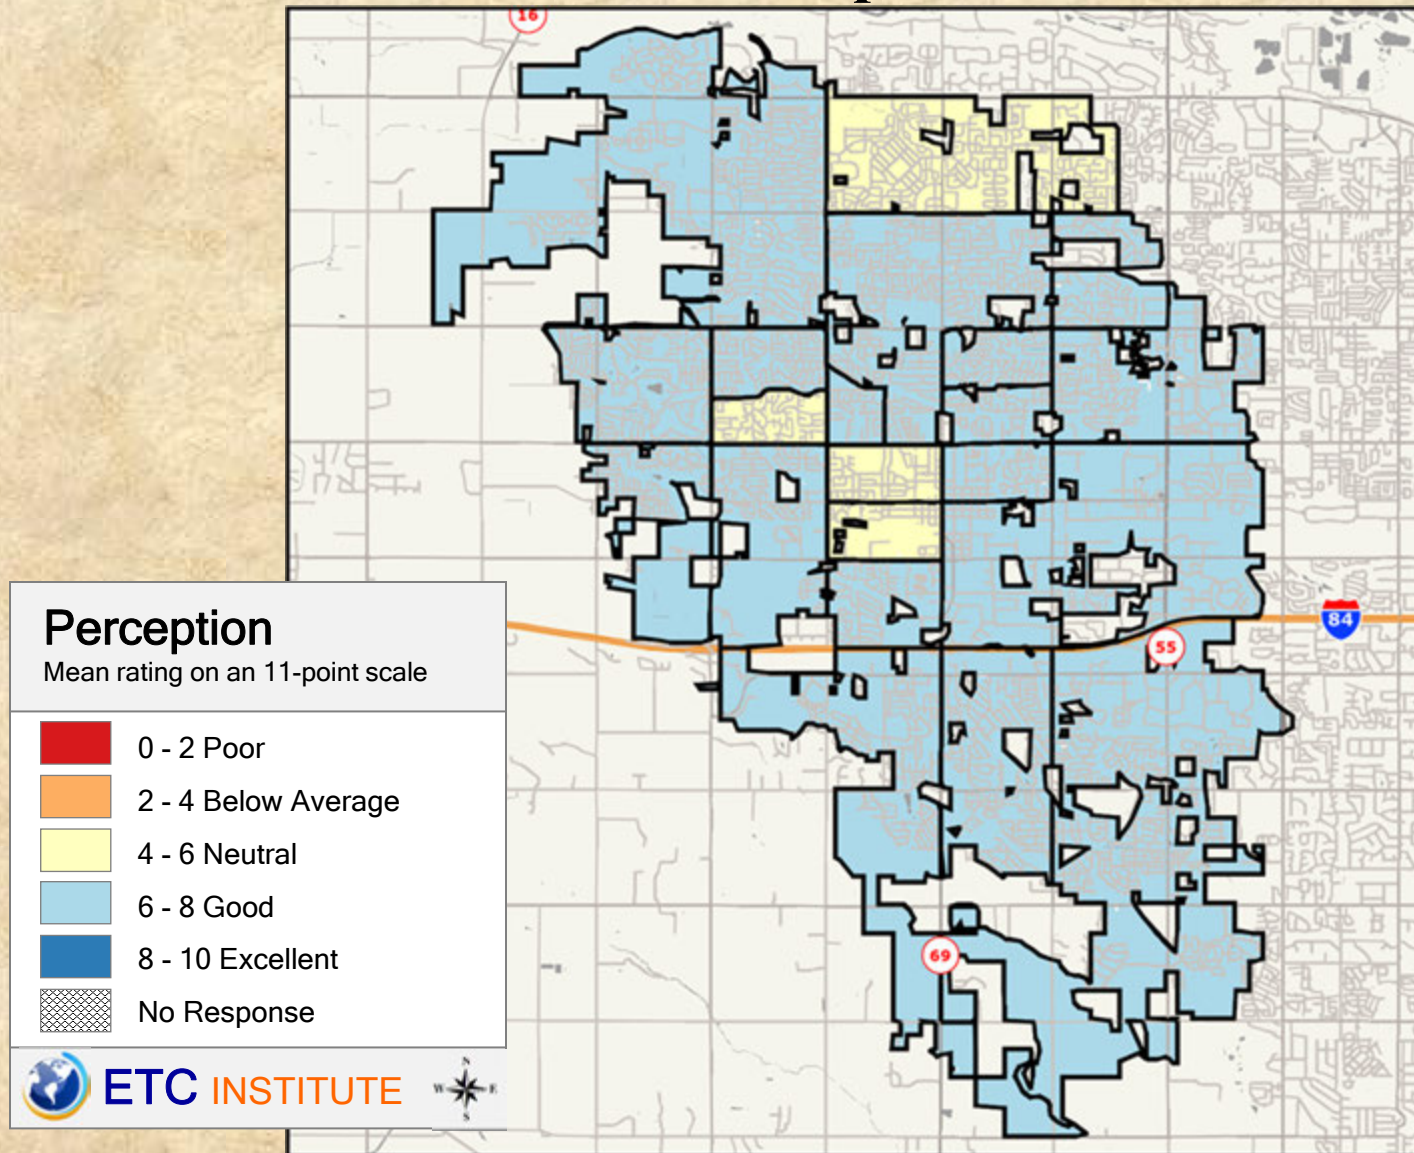 16
84
55
69
Perception
Mean rating on an 11-point scale
0 - 2 Poor
2 - 4 Below Average
4 - 6 Neutral
6 - 8 Good
8 - 10 Excellent
No Response
ETC INSTITUTE
N
W E
S